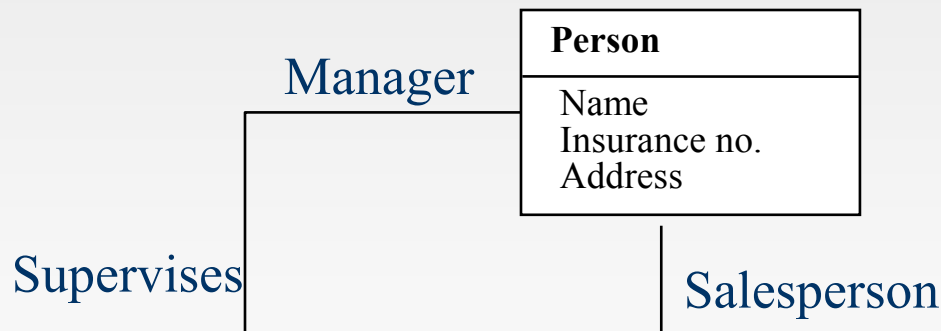 Person
Manager
Name
Insurance no.
Address
Supervises
Salesperson